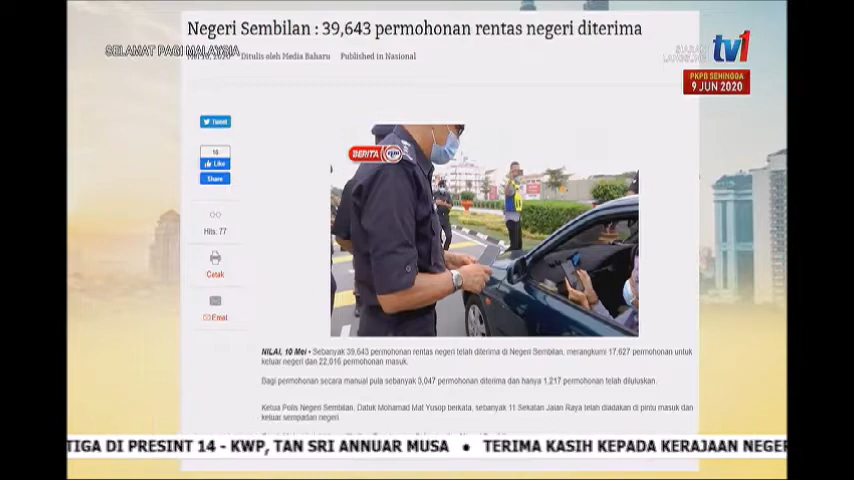 Negeri Sembilan : 39,643 permohonan rentas negeri diterima
SELAMAT PAGI MALAYSIA
SIARAN LANGSUNG
tv1
Ditulis oleh Media Baharu Published in Nasional
PKPB SEHINGGA
9 JUN 2020
Tweet
16
Like
Share
BERITA
Hits: 77
Cetak
Emel
NILAI, 10 Mei - Sebanyak 39,643 permohonan rentas negeri telah diterima di Negeri Sembilan, merangkumi 17,627 permohonan untuk
keluar negeri dan 22,016 permohonan masuk.
Bagi permohonan secara manual pula sebanyak 3,047 permohonan diterima dan hanya 1,217 permohonan telah diluluskan.
Ketua Polis Negeri Sembilan, Datuk Mohamad Mat Yusop berkata, sebanyak 11 Sekatan Jalan Raya telah diadakan di pintu masuk dan
keluar sempadan negeri
TIGA DI PRESINT 14 - KWP, TAN SRI ANNUAR MUSA • TERIMA KASIH KEPADA KERAJAAN NEGER